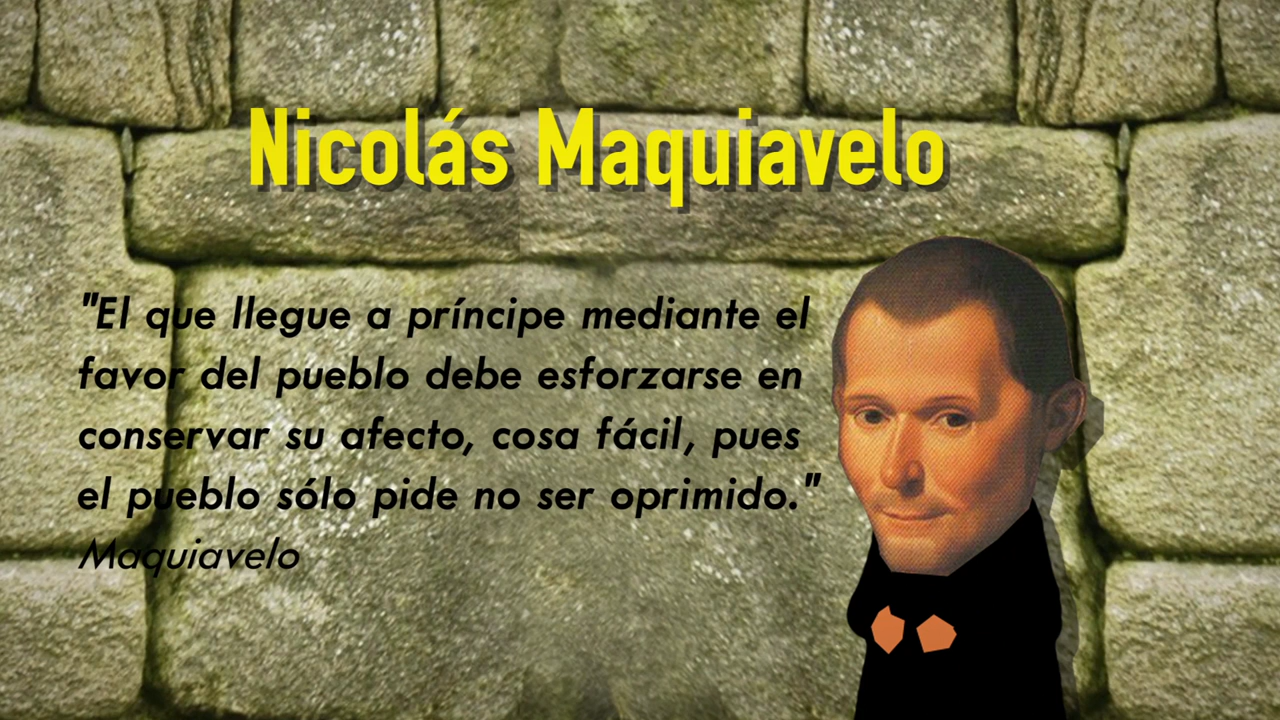 Nicolás Maquiavelo
"El que llegue a príncipe mediante el
favor del pueblo debe esforzarse en
conservar su afecto, cosa fácil, pues
el pueblo sólo pide no ser oprimido."
Maquiavelo